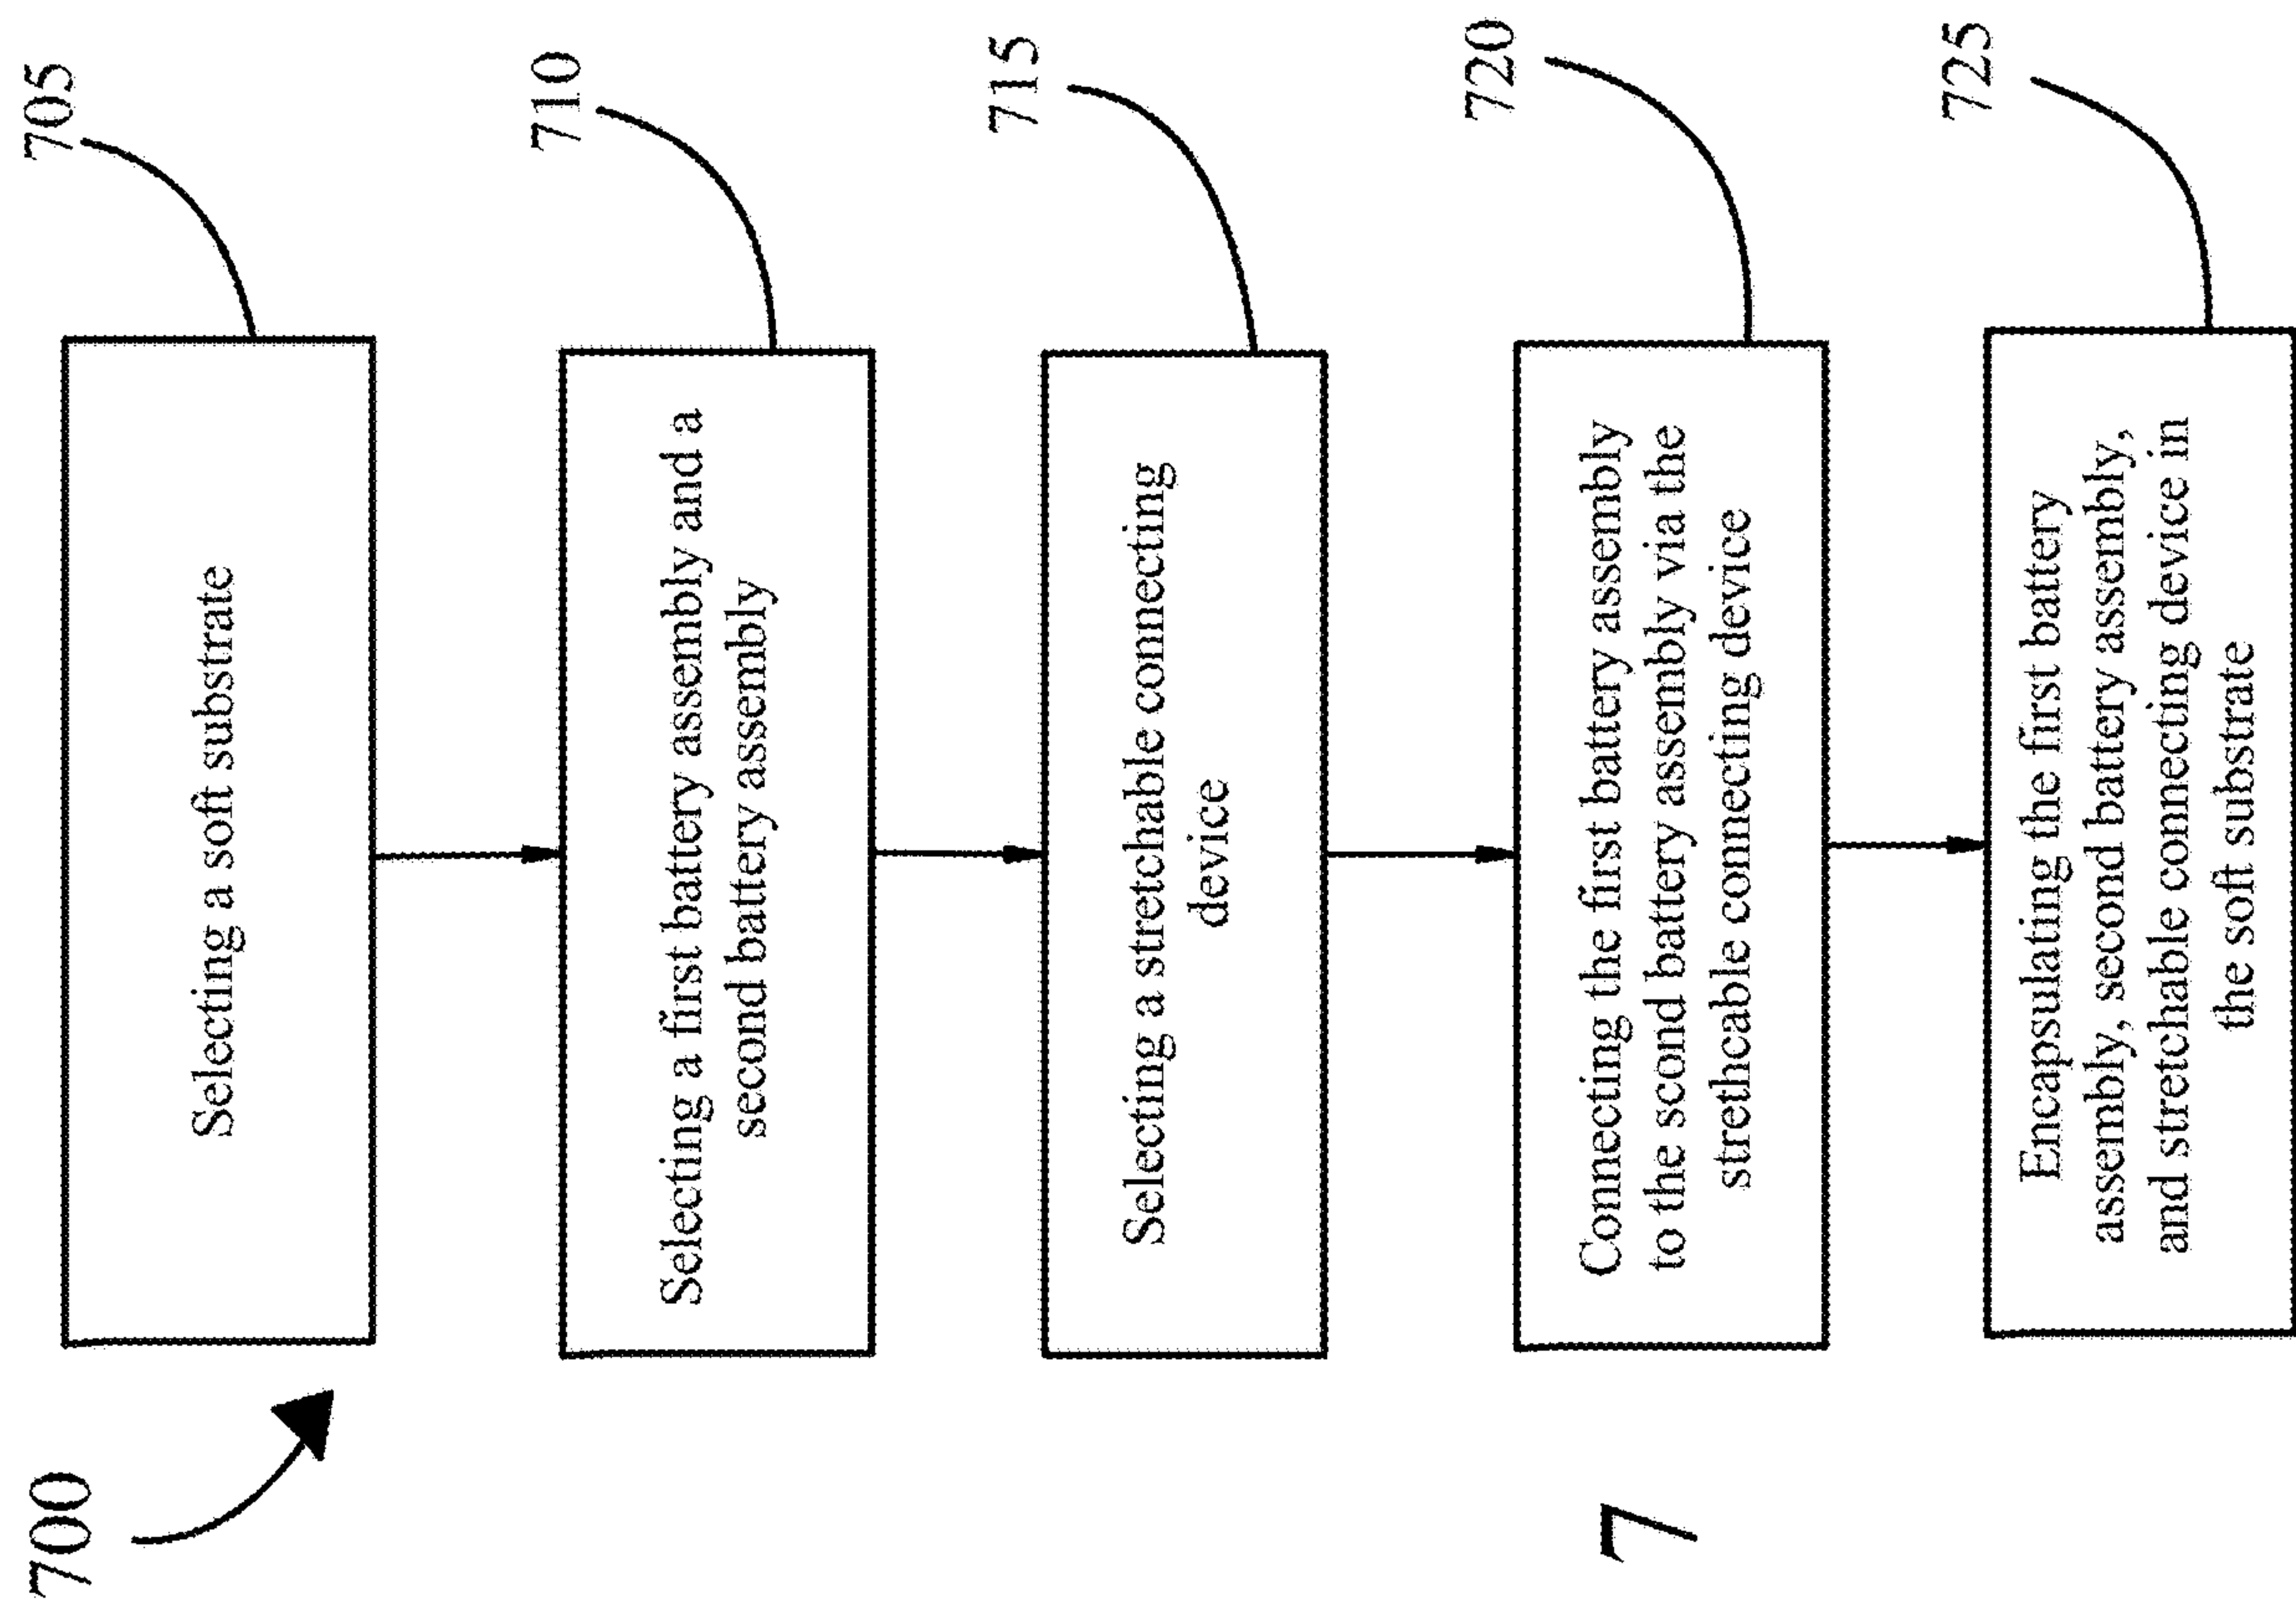 700
705
Selecting a soft substrate
710
Selecting a first battery assembly and a
second battery assembly
715
Selecting a stretchable connecting
device
720
Connecting the first battery assembly
to the second battery assembly via the
strethcable connecting device
725
Encapsulating the first battery
assembly, second battery assembly,
and stretchable connecting device in
the soft substrate
7